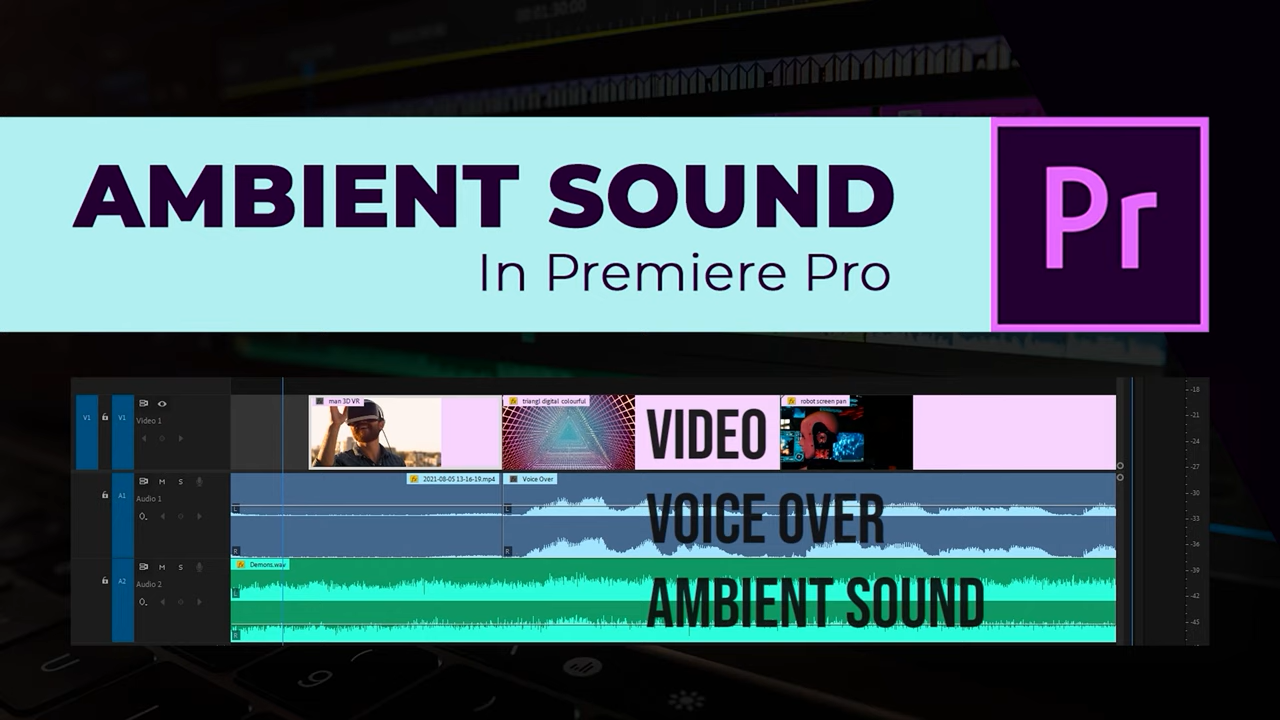 AMBIENT SOUND
In Premiere Pro
Pr
V1 V1 Video 1
man 3D VR
triangl digital colourful
VIDEO
robot screen pan
A1 M S
Audio 1
2021-08-05 13-16-19.mp4
Voice Over
VOICE OVER
L
R
L
R
A2 M S
Audio 2
Demons.wav
AMBIENT SOUND
L
R
-18
-21
-24
-27
-30
-33
-36
-39
-42
-45